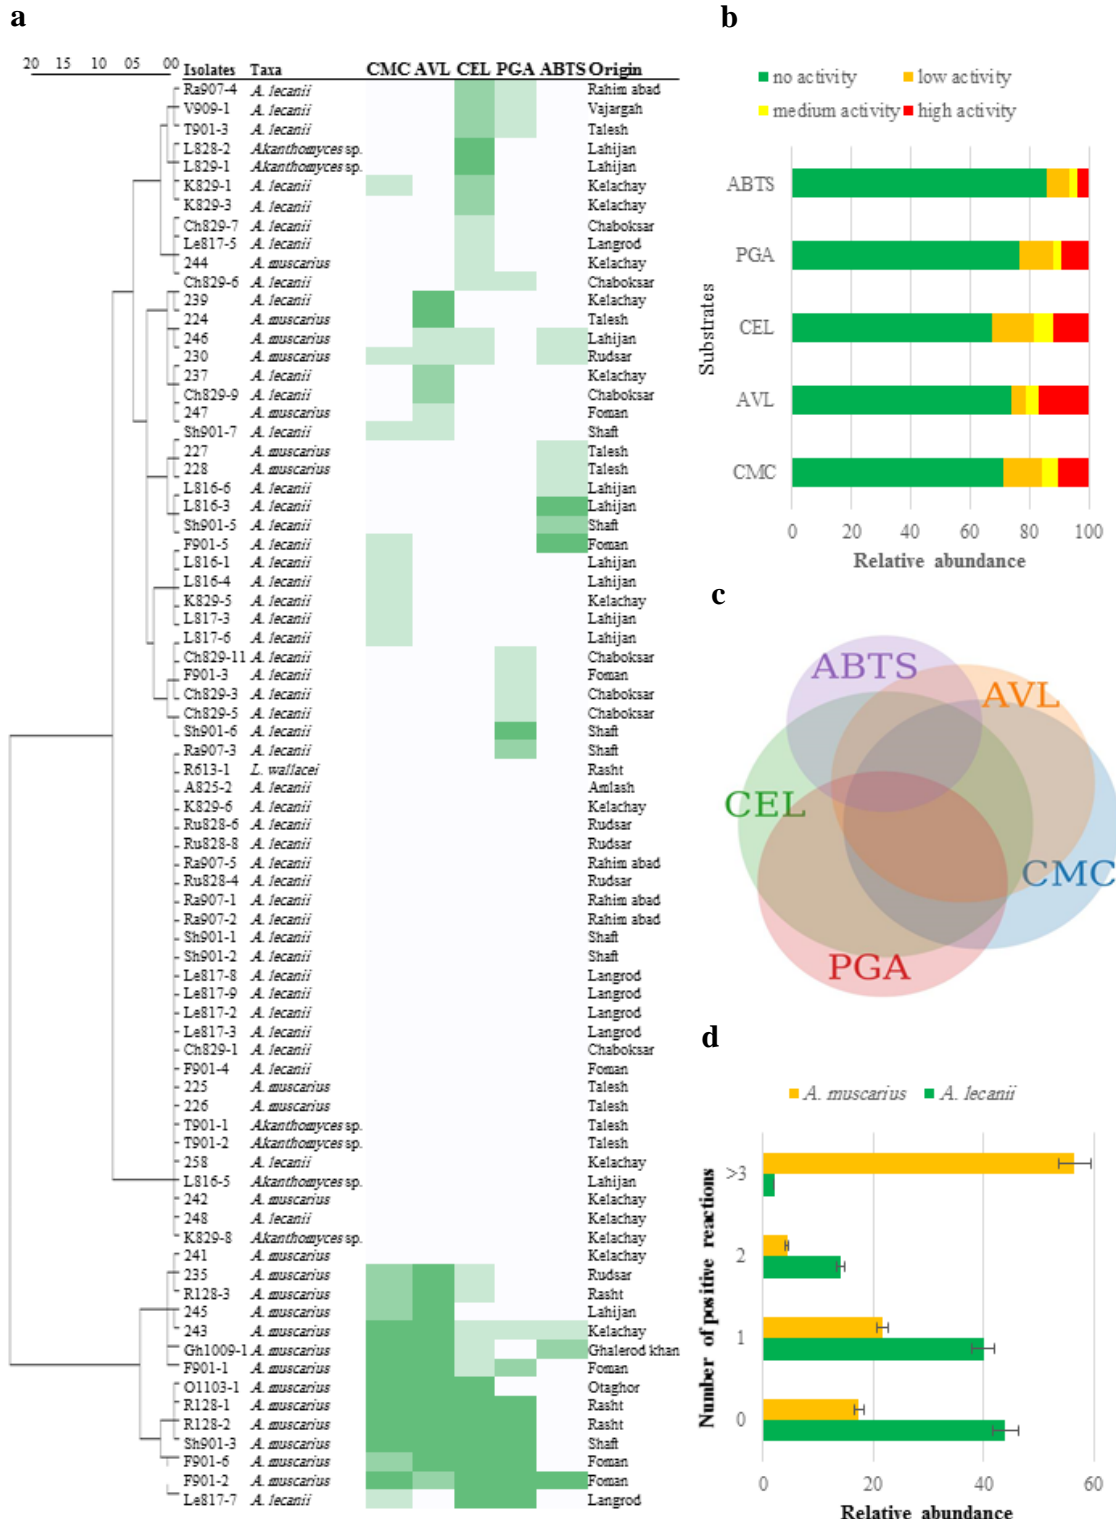 a
20 15 10 05 00
Isolates Taxa CMC AVL CEL PGA ABTS Origin
Ra907-4 A. lecanii Rahim abad
V909-1 A. lecanii Vajargah
T901-3 A. lecanii Talesh
L828-2 Akanthomyces sp. Lahijan
L829-1 Akanthomyces sp. Lahijan
K829-1 A. lecanii Kelachay
K829-3 A. lecanii Kelachay
Ch829-7 A. lecanii Chaboksar
Le817-5 A. lecanii Langrod
244 A. muscarius Kelachay
Ch829-6 A. lecanii Chaboksar
239 A. lecanii Kelachay
224 A. muscarius Talesh
246 A. muscarius Lahijan
230 A. muscarius Rudsar
237 A. lecanii Kelachay
Ch829-9 A. lecanii Chaboksar
247 A. muscarius Foman
Sh901-7 A. lecanii Shaft
227 A. muscarius Talesh
228 A. muscarius Talesh
L816-6 A. lecanii Lahijan
L816-3 A. lecanii Lahijan
Sh901-5 A. lecanii Shaft
F901-5 A. lecanii Foman
L816-1 A. lecanii Lahijan
L816-4 A. lecanii Lahijan
K829-5 A. lecanii Kelachay
L817-3 A. lecanii Lahijan
L817-6 A. lecanii Lahijan
Ch829-11 A. lecanii Chaboksar
F901-3 A. lecanii Foman
Ch829-3 A. lecanii Chaboksar
Ch829-5 A. lecanii Chaboksar
Sh901-6 A. lecanii Shaft
Ra907-3 A. lecanii Shaft
R613-1 L. wallacei Rasht
A825-2 A. lecanii Amlash
K829-6 A. lecanii Kelachay
Ru828-6 A. lecanii Rudsar
Ru828-8 A. lecanii Rudsar
Ra907-5 A. lecanii Rahim abad
Ru828-4 A. lecanii Rudsar
Ra907-1 A. lecanii Rahim abad
Ra907-2 A. lecanii Rahim abad
Sh901-1 A. lecanii Shaft
Sh901-2 A. lecanii Shaft
Le817-8 A. lecanii Langrod
Le817-9 A. lecanii Langrod
Le817-2 A. lecanii Langrod
Le817-3 A. lecanii Langrod
Ch829-1 A. lecanii Chaboksar
F901-4 A. lecanii Foman
225 A. muscarius Talesh
226 A. muscarius Talesh
T901-1 Akanthomyces sp. Talesh
T901-2 Akanthomyces sp. Talesh
258 A. lecanii Kelachay
L816-5 Akanthomyces sp. Lahijan
242 A. muscarius Kelachay
248 A. lecanii Kelachay
K829-8 Akanthomyces sp. Kelachay
241 A. muscarius Kelachay
235 A. muscarius Rudsar
R128-3 A. muscarius Rasht
245 A. muscarius Lahijan
243 A. muscarius Kelachay
Gh1009-1 A. muscarius Ghalerod khan
F901-1 A. muscarius Foman
O1103-1 A. muscarius Otaghor
R128-1 A. muscarius Rasht
R128-2 A. muscarius Rasht
Sh901-3 A. muscarius Shaft
F901-6 A. muscarius Foman
F901-2 A. muscarius Foman
Le817-7 A. lecanii Langrod
b
no activity low activity
medium activity high activity
Substrates
ABTS
PGA
CEL
AVL
CMC
0 20 40 60 80 100
Relative abundance
c
ABTS
AVL
CEL
CMC
PGA
d
A. muscarius A. lecanii
Number of positive reactions
>3
2
1
0
0 20 40 60
Relative abundance